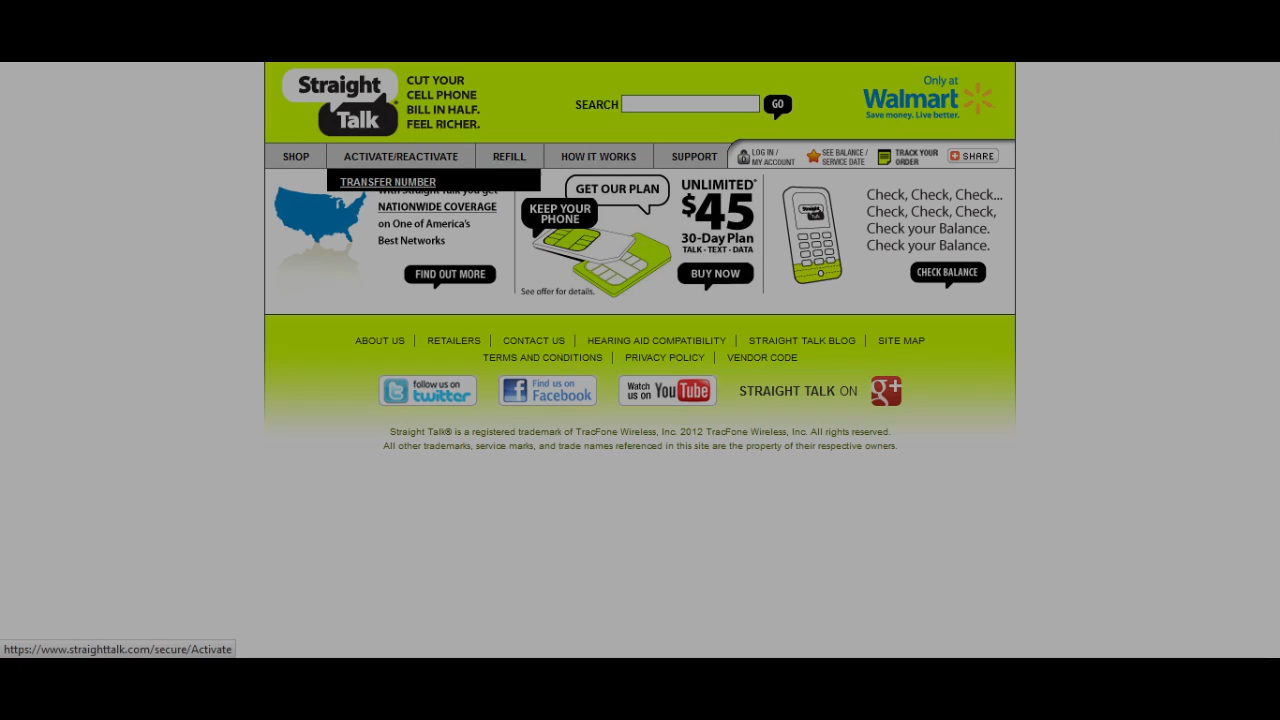 Straight
Talk
CUT YOUR
CELL PHONE
BILL IN HALF.
FEEL RICHER.
SEARCH
GO
Only at
Walmart
Save money. Live better.
SHOP
ACTIVATE/REACTIVATE
REFILL
HOW IT WORKS
SUPPORT
LOG IN /
MY ACCOUNT
SEE BALANCE /
SERVICE DATE
TRACK YOUR
ORDER
SHARE
TRANSFER NUMBER
With Straight Talk you get
NATIONWIDE COVERAGE
on One of America's
Best Networks
FIND OUT MORE
GET OUR PLAN
KEEP YOUR
PHONE
See offer for details.
UNLIMITED*
$45
30-Day Plan
TALK - TEXT - DATA
BUY NOW
Straight
Talk
Check, Check, Check...
Check, Check, Check,
Check your Balance.
Check your Balance.
CHECK BALANCE
ABOUT US
RETAILERS
CONTACT US
HEARING AID COMPATIBILITY
STRAIGHT TALK BLOG
SITE MAP
TERMS AND CONDITIONS
PRIVACY POLICY
VENDOR CODE
follow us on
twitter
Find us on
Facebook
Watch
us on
YouTube
STRAIGHT TALK ON
g+
Straight Talk® is a registered trademark of TracFone Wireless, Inc. 2012 TracFone Wireless, Inc. All rights reserved.
All other trademarks, service marks, and trade names referenced in this site are the property of their respective owners.
https://www.straighttalk.com/secure/Activate